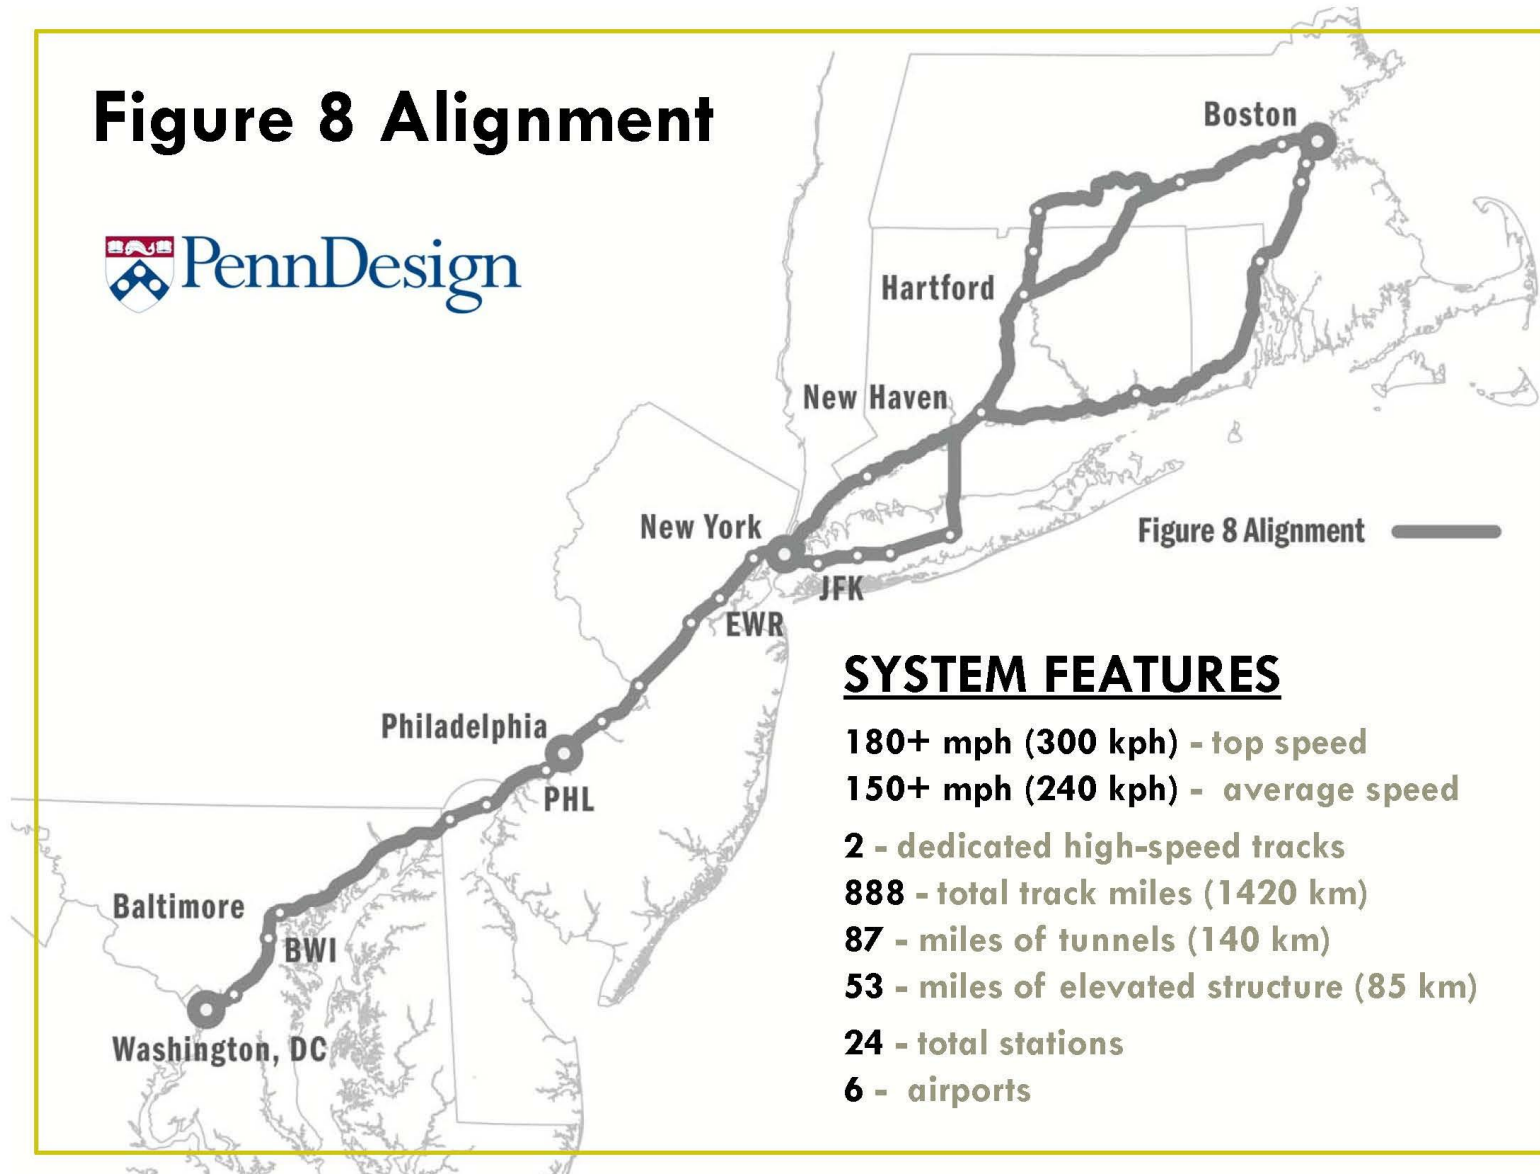 Figure 8 Alignment
PennDesign
Boston
Hartford
New Haven
New York
Figure 8 Alignment
JFK
EWR
Philadelphia
PHL
Baltimore
BWI
Washington, DC
SYSTEM FEATURES
180+ mph (300 kph) - top speed
150+ mph (240 kph) - average speed
2 - dedicated high-speed tracks
888 - total track miles (1420 km)
87 - miles of tunnels (140 km)
53 - miles of elevated structure (85 km)
24 - total stations
6 - airports